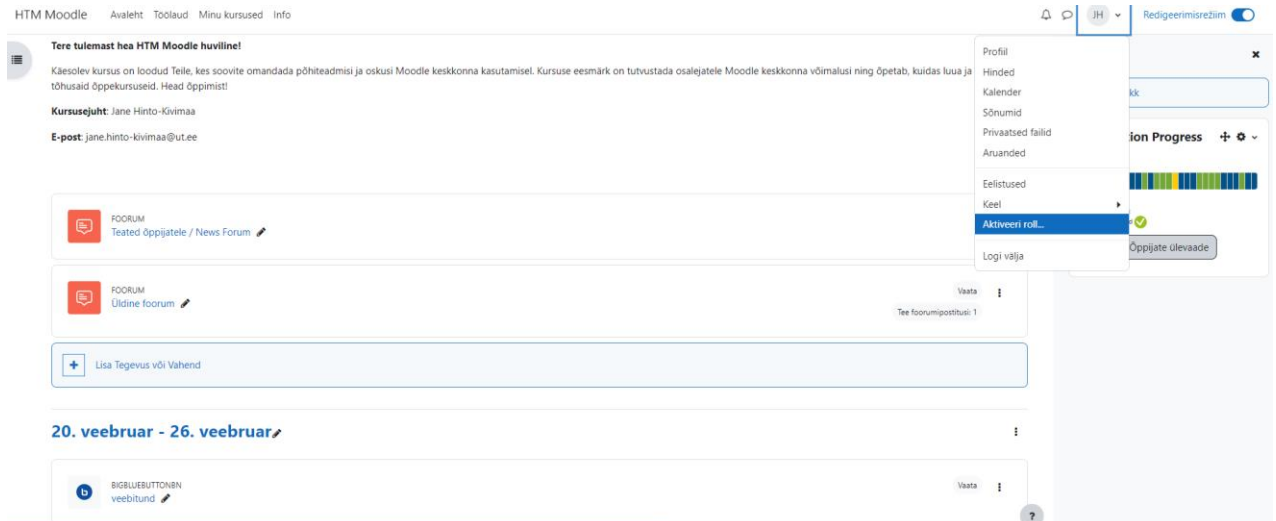 HTM Moodle Avaleht Töölaud Minu kursused Info JH Redigeerimisrežiim
Tere tulemast hea HTM Moodle huviline!
Käesolev kursus on loodud Teile, kes soovite omandada põhiteadmisi ja oskusi Moodle keskkonna kasutamisel. Kursuse eesmärk on tutvustada osalejatele Moodle keskkonna võimalusi ning õpetab, kuidas luua ja
tõhusaid õppekursuseid. Head õppimist!
Kursusejuht: Jane Hinto-Kivimaa
E-post: jane.hinto-kivimaa@ut.ee
FOORUM
Teated õppijatele / News Forum
FOORUM
Üldine foorum
Vaata
Tee foorumipostitusi: 1
Lisa Tegevus või Vahend
20. veebruar - 26. veebruar
BIGBLUEBUTTONBN
veebitund
Vaata
?
Profiil
Hinded
Kalender
Sõnumid
Privaatsed failid
Aruanded
Eelistused
Keel
Aktiveeri roll...
Logi välja
kk
ion Progress
Õppijate ülevaade